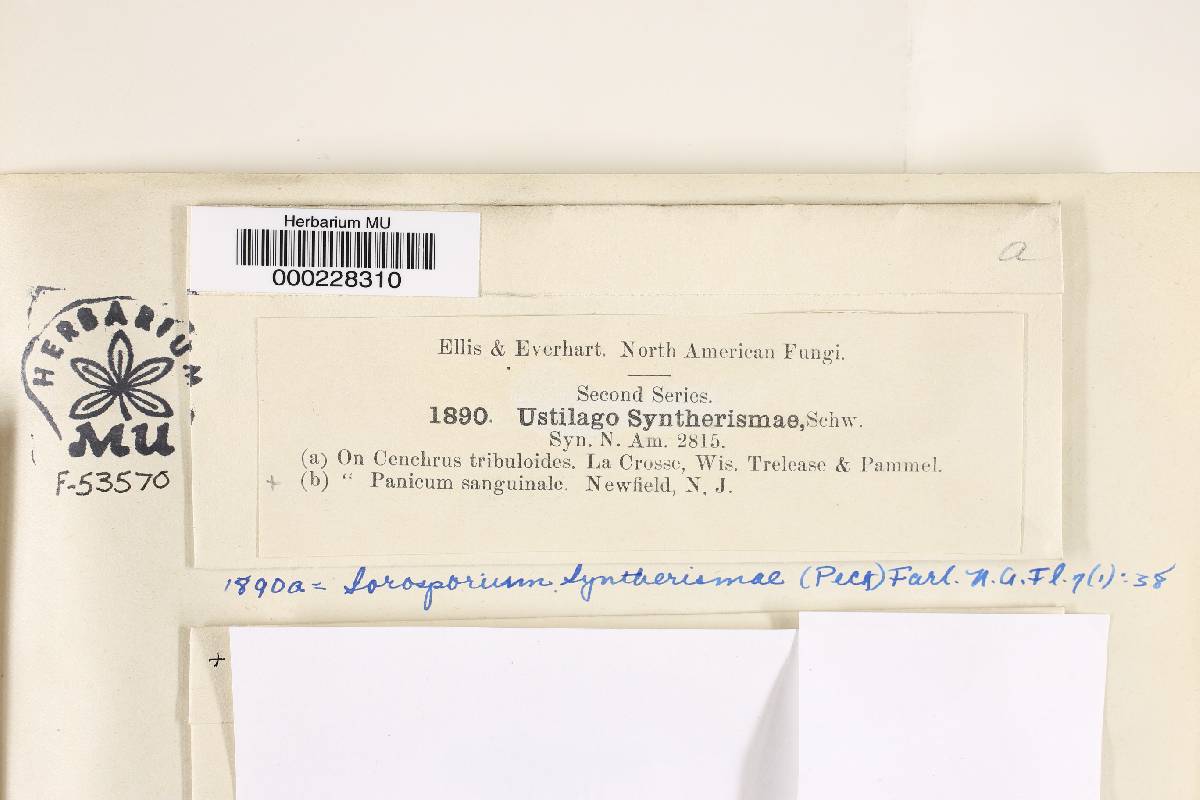 Herbarium MU
000228310
a
HERBARIUM
MU
F-53570
Ellis & Everhart. North American Fungi.
Second Series.
1890. Ustilago Syntherismae, Schw.
Syn. N. Am. 2815.
(a) On Cenchrus tribuloides. La Crosse, Wis. Trelease & Pammel.
+ (b) “ Panicum sanguinale. Newfield, N. J.
1890a = Sorosporium Syntherismae (Peck) Farl. N.A.Fl. 7(1):38
+